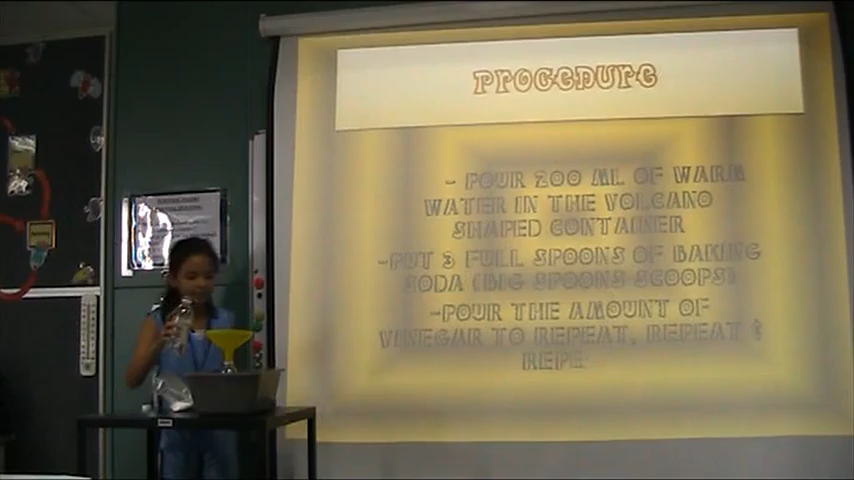 PROCEDURE
- POUR 200 ML OF WARM
WATER IN THE VOLCANO
SHAPED CONTAINER
-PUT 3 FULL SPOONS OF BAKING
SODA (BIG SPOONS SCOOPS)
-POUR THE AMOUNT OF
VINEGAR TO REPEAT, REPEAT &
REPE